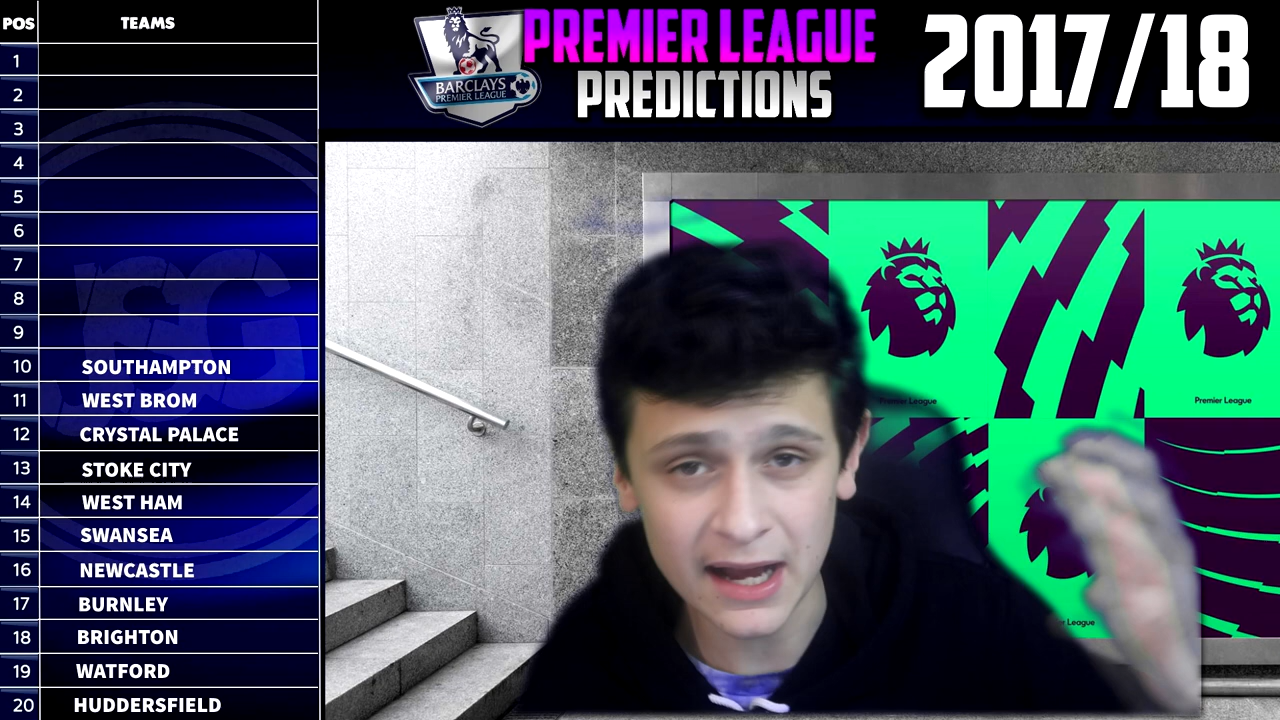 POS TEAMS
1
2
3
4
5
6
7
8
9
10 SOUTHAMPTON
11 WEST BROM
12 CRYSTAL PALACE
13 STOKE CITY
14 WEST HAM
15 SWANSEA
16 NEWCASTLE
17 BURNLEY
18 BRIGHTON
19 WATFORD
20 HUDDERSFIELD
BARCLAYS
PREMIER LEAGUE
PREMIER LEAGUE
PREDICTIONS
2017/18
Premier League
Premier League
League